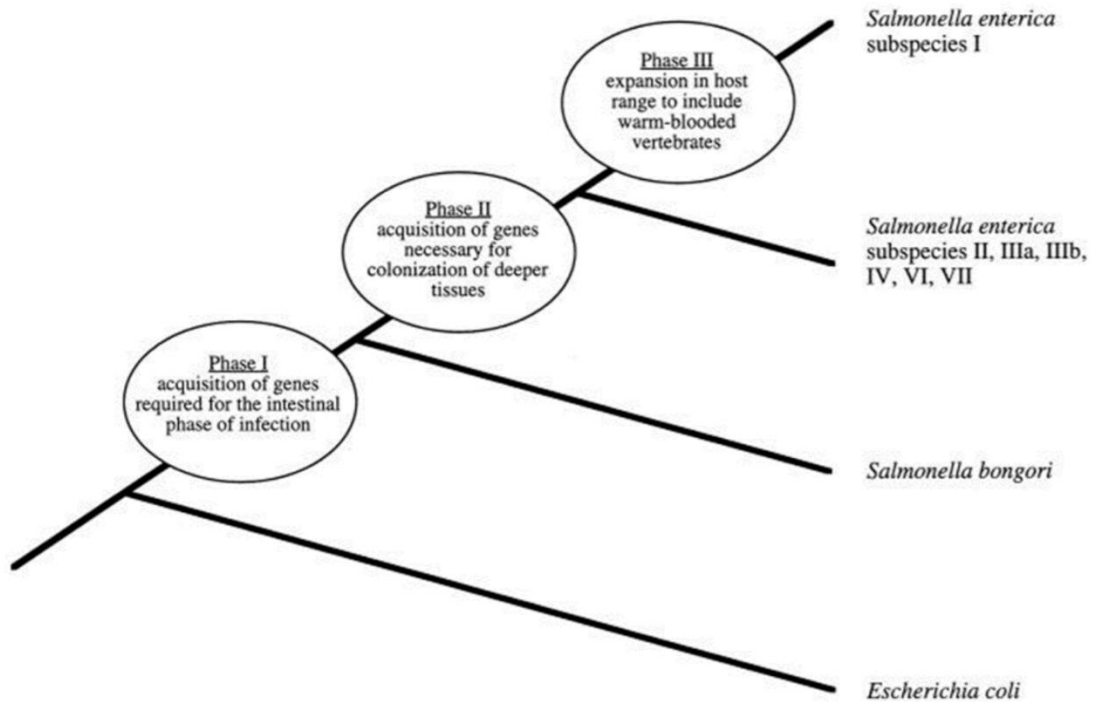 Salmonella enterica
subspecies I
Phase III
expansion in host
range to include
warm-blooded
vertebrates
Phase II
acquisition of genes
necessary for
colonization of deeper
tissues
Salmonella enterica
subspecies II, IIIa, IIIb,
IV, VI, VII
Phase I
acquisition of genes
required for the intestinal
phase of infection
Salmonella bongori
Escherichia coli